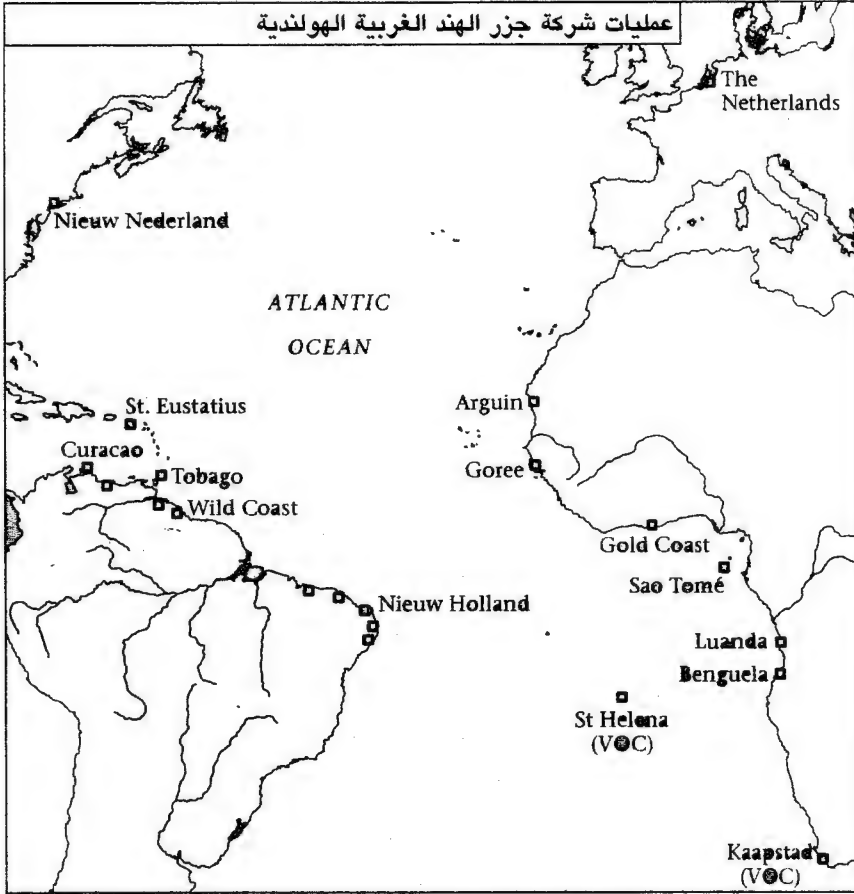 عمليات شركة جزر الهند الغربية الهولندية
The
Netherlands
Nieuw Nederland
ATLANTIC
OCEAN
St. Eustatius
Arguin
Curacao
Tobago
Goree
Wild Coast
Gold Coast
Sao Tomé
Nieuw Holland
Luanda
Benguela
St Helena
(VOC)
Kaapstad
(VOC)